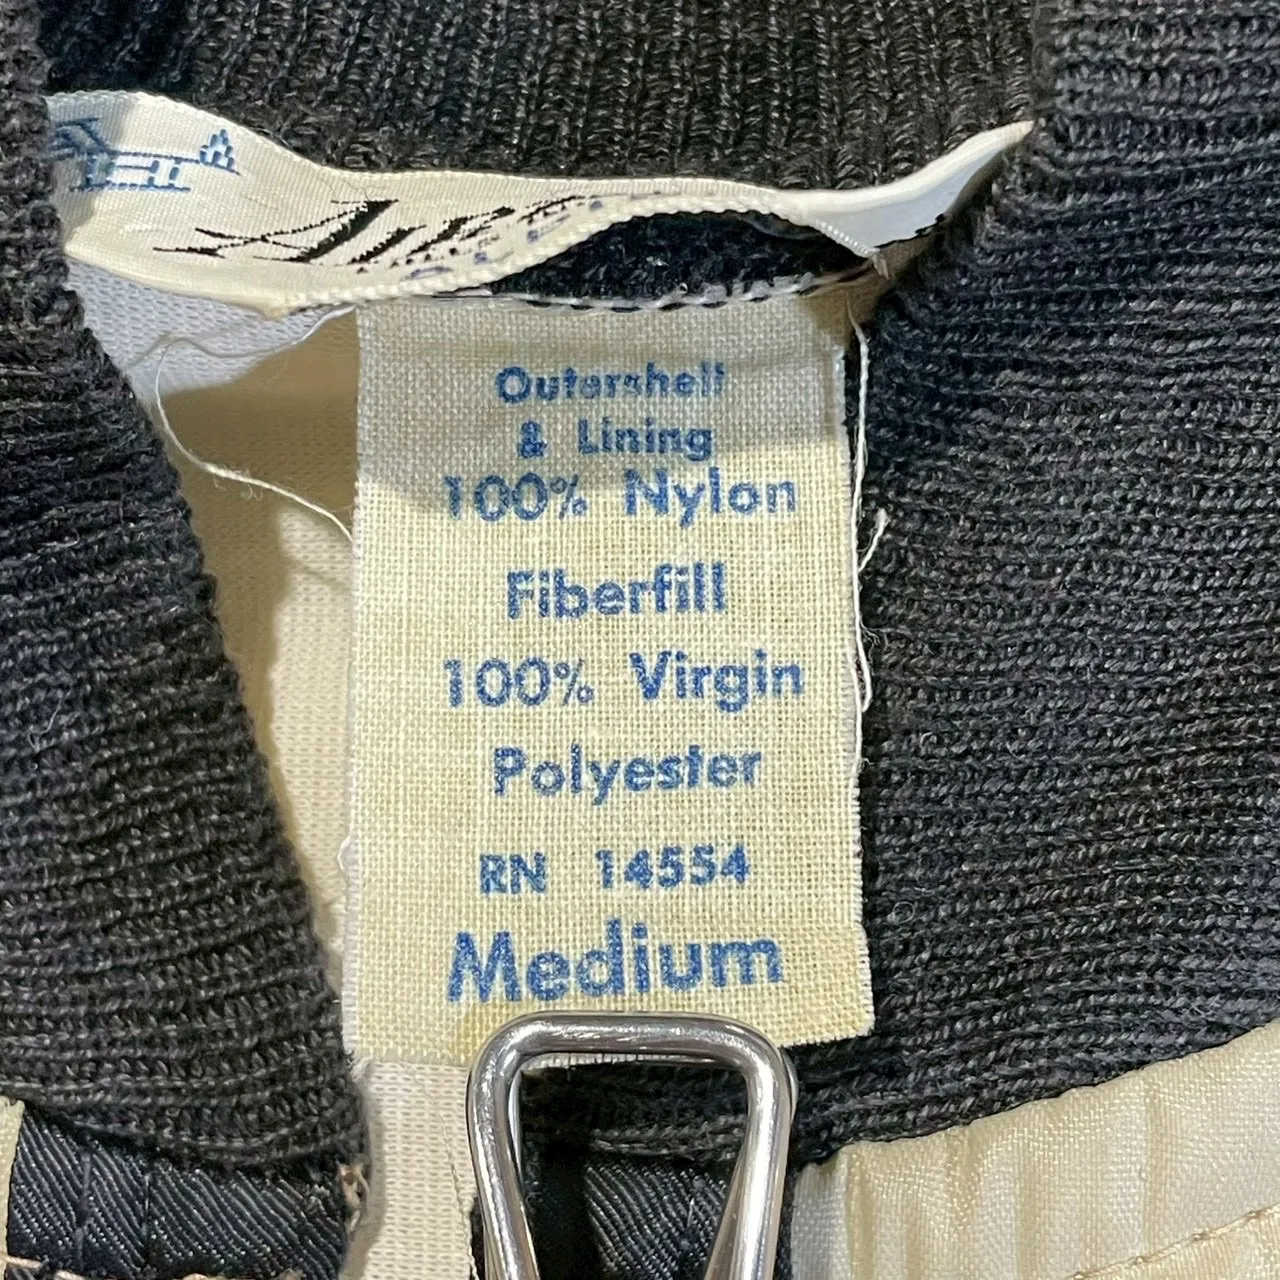 Outershell
& Lining
100% Nylon
Fiberfill
100% Virgin
Polyester
RN 14554
Medium